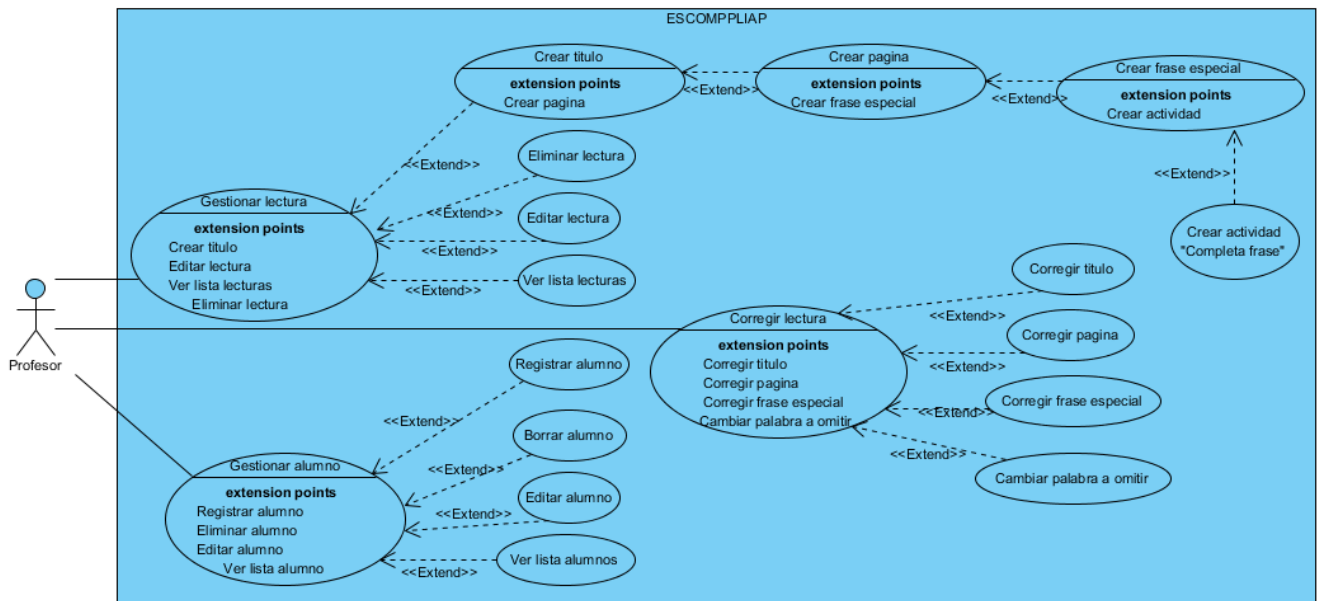 ESCOMPPLIAP
Crear titulo
extension points
Crear pagina
<<Extend>>
Crear pagina
extension points
Crear frase especial
<<Extend>>
Crear frase especial
extension points
Crear actividad
<<Extend>>
Crear actividad
"Completa frase"
<<Extend>>
Eliminar lectura
<<Extend>>
Editar lectura
<<Extend>>
Ver lista lecturas
<<Extend>>
Gestionar lectura
extension points
Crear titulo
Editar lectura
Ver lista lecturas
Eliminar lectura
Profesor
Corregir lectura
extension points
Corregir titulo
Corregir pagina
Corregir frase especial
Cambiar palabra a omitir
Corregir titulo
<<Extend>>
Corregir pagina
<<Extend>>
Corregir frase especial
<<Extend>>
Cambiar palabra a omitir
<<Extend>>
Registrar alumno
<<Extend>>
Borrar alumno
<<Extend>>
Editar alumno
<<Extend>>
Ver lista alumnos
<<Extend>>
Gestionar alumno
extension points
Registrar alumno
Eliminar alumno
Editar alumno
Ver lista alumno